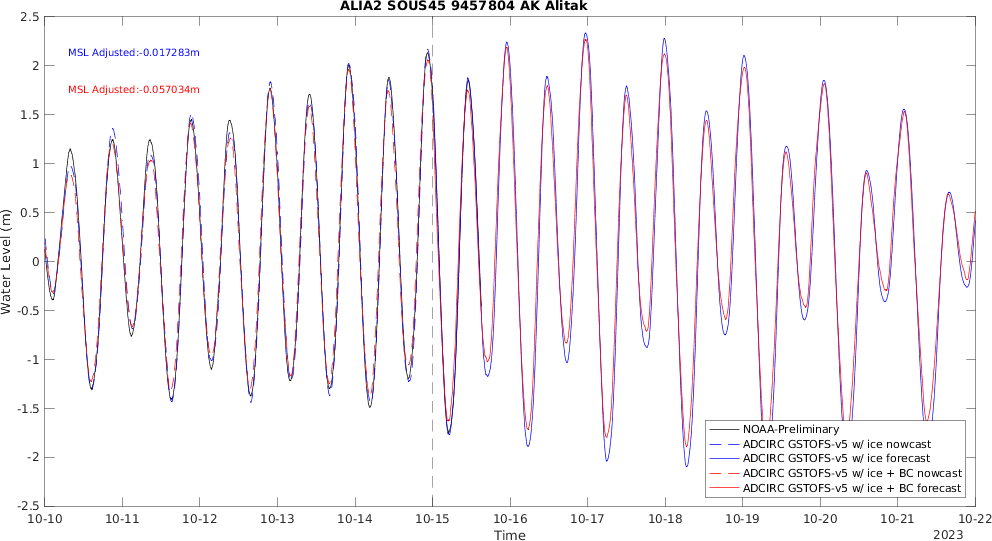 ALIA2 SOUS45 9457804 AK Alitak
MSL Adjusted:-0.017283m
MSL Adjusted:-0.057034m
Water Level (m)
2.5
2
1.5
1
0.5
0
-0.5
-1
-1.5
-2
-2.5
NOAA-Preliminary
ADCIRC GSTOFS-v5 w/ ice nowcast
ADCIRC GSTOFS-v5 w/ ice forecast
ADCIRC GSTOFS-v5 w/ ice + BC nowcast
ADCIRC GSTOFS-v5 w/ ice + BC forecast
10-10 10-11 10-12 10-13 10-14 10-15 10-16 10-17 10-18 10-19 10-20 10-21 10-22
Time
2023